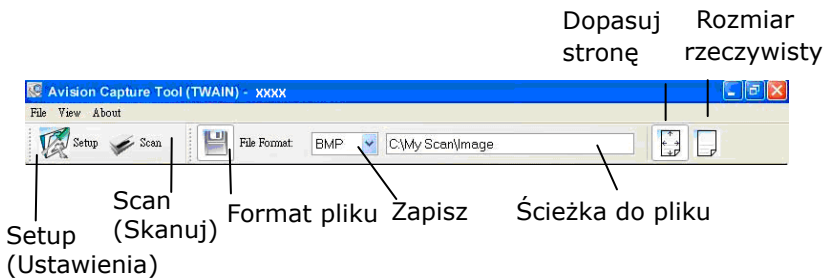 Dopasuj
stronę
Rozmiar
rzeczywisty
Avision Capture Tool (TWAIN) - xxxx
File View About
Setup Scan File Format: BMP C:\My Scan\Image
Setup
(Ustawienia)
Scan
(Skanuj)
Format pliku
Zapisz
Ścieżka do pliku